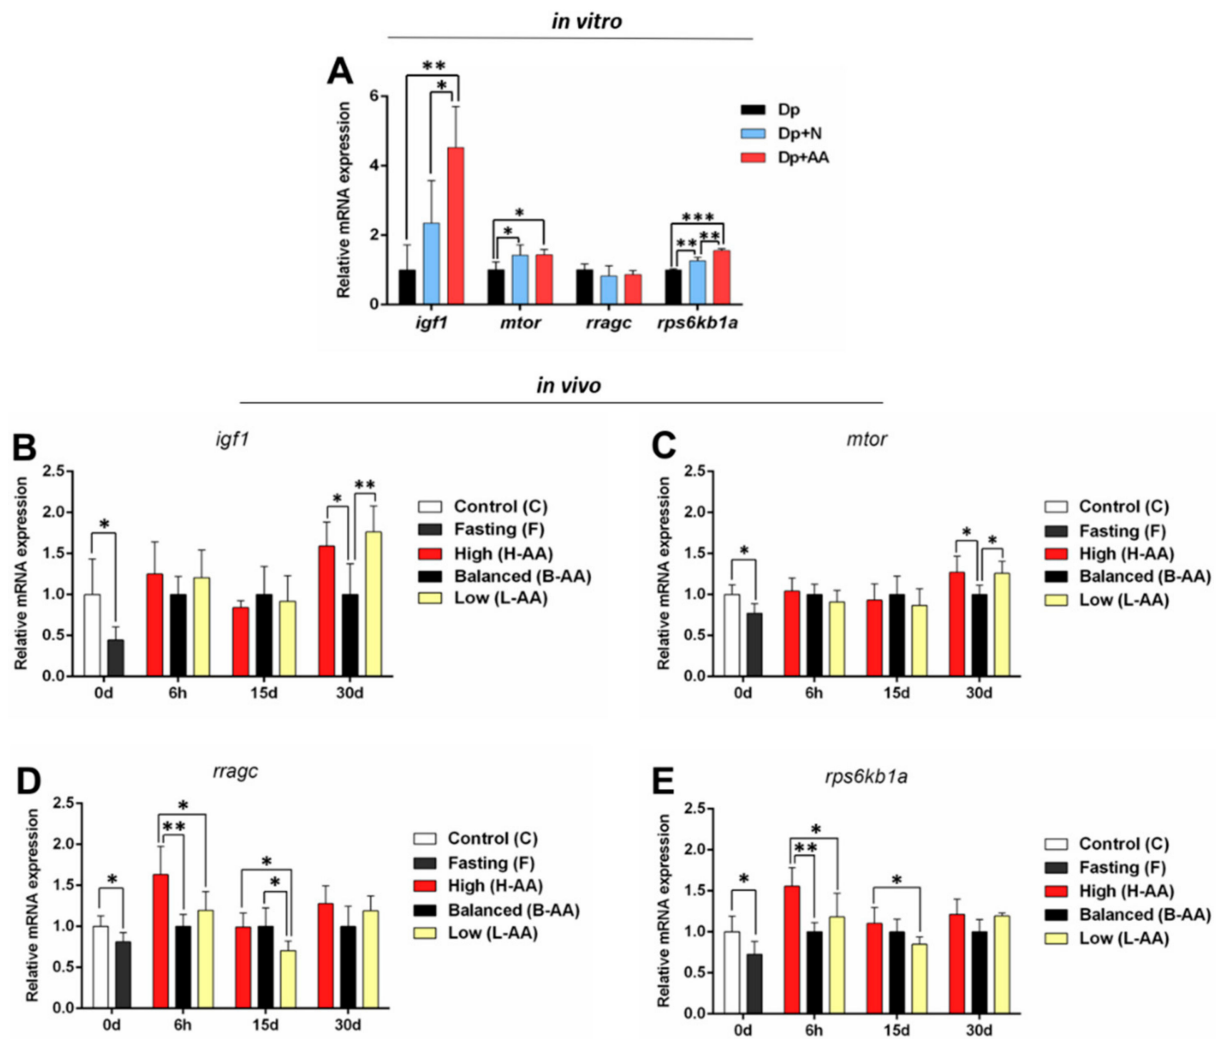 in vitro
A
**
*
6
4
2
0
Relative mRNA expression
*
*
***
**
**
igf1 mtor rragc rps6kb1a
Dp
Dp+N
Dp+AA
in vivo
B
igf1
2.5
2.0
1.5
1.0
0.5
0.0
Relative mRNA expression
*
*
**
0d 6h 15d 30d
Control (C)
Fasting (F)
High (H-AA)
Balanced (B-AA)
Low (L-AA)
C
mtor
2.5
2.0
1.5
1.0
0.5
0.0
Relative mRNA expression
*
*
*
0d 6h 15d 30d
Control (C)
Fasting (F)
High (H-AA)
Balanced (B-AA)
Low (L-AA)
D
rragc
2.5
2.0
1.5
1.0
0.5
0.0
Relative mRNA expression
*
*
**
*
*
0d 6h 15d 30d
Control (C)
Fasting (F)
High (H-AA)
Balanced (B-AA)
Low (L-AA)
E
rps6kb1a
2.5
2.0
1.5
1.0
0.5
0.0
Relative mRNA expression
*
*
**
*
0d 6h 15d 30d
Control (C)
Fasting (F)
High (H-AA)
Balanced (B-AA)
Low (L-AA)